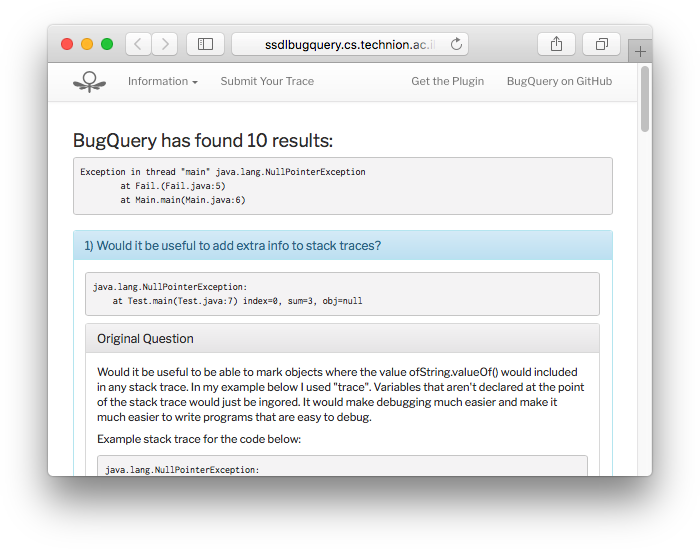 ssdlbugquery.cs.technion.ac.il
Information
Submit Your Trace
Get the Plugin
BugQuery on GitHub
BugQuery has found 10 results:
Exception in thread "main" java.lang.NullPointerException
at Fail.(Fail.java:5)
at Main.main(Main.java:6)
1) Would it be useful to add extra info to stack traces?
java.lang.NullPointerException:
at Test.main(Test.java:7) index=0, sum=3, obj=null
Original Question
Would it be useful to be able to mark objects where the value ofString.valueOf() would included
in any stack trace. In my example below I used "trace". Variables that aren't declared at the point
of the stack trace would just be ingored. It would make debugging much easier and make it
much easier to write programs that are easy to debug.
Example stack trace for the code below:
java.lang.NullPointerException: